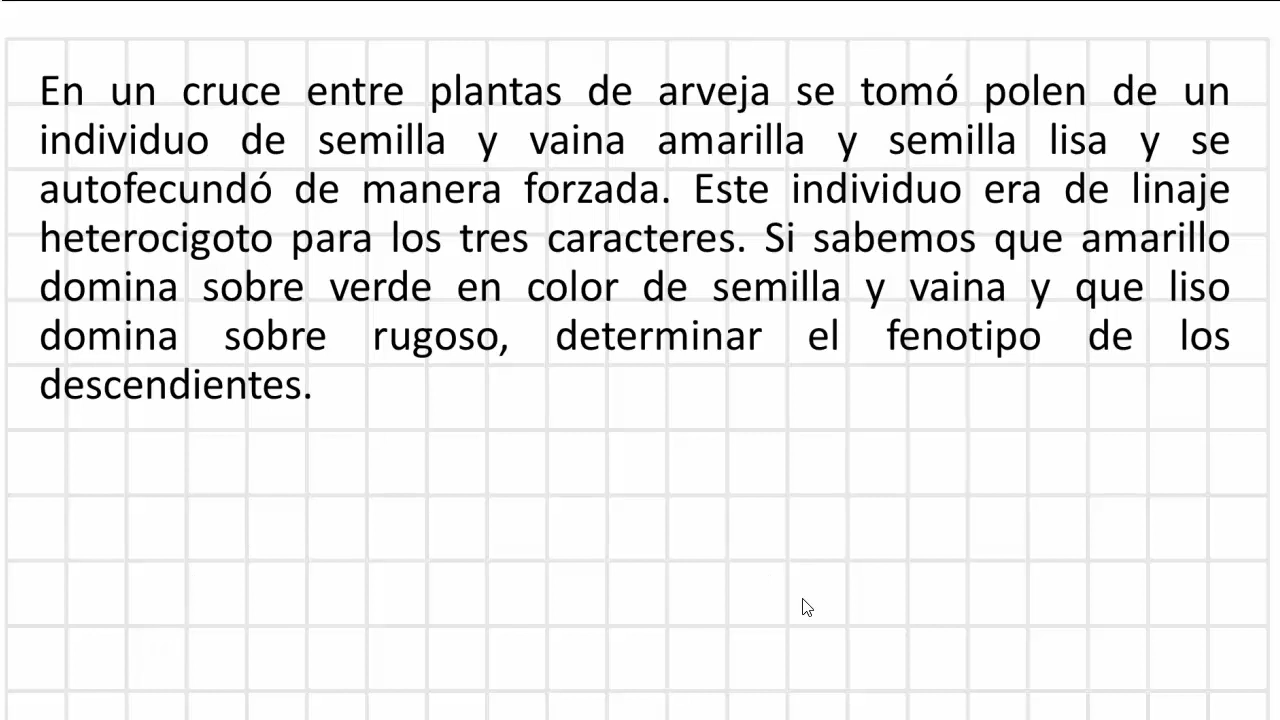 En un cruce entre plantas de arveja se tomó polen de un
individuo de semilla y vaina amarilla y semilla lisa y se
autofecundó de manera forzada. Este individuo era de linaje
heterocigoto para los tres caracteres. Si sabemos que amarillo
domina sobre verde en color de semilla y vaina y que liso
domina sobre rugoso, determinar el fenotipo de los
descendientes.